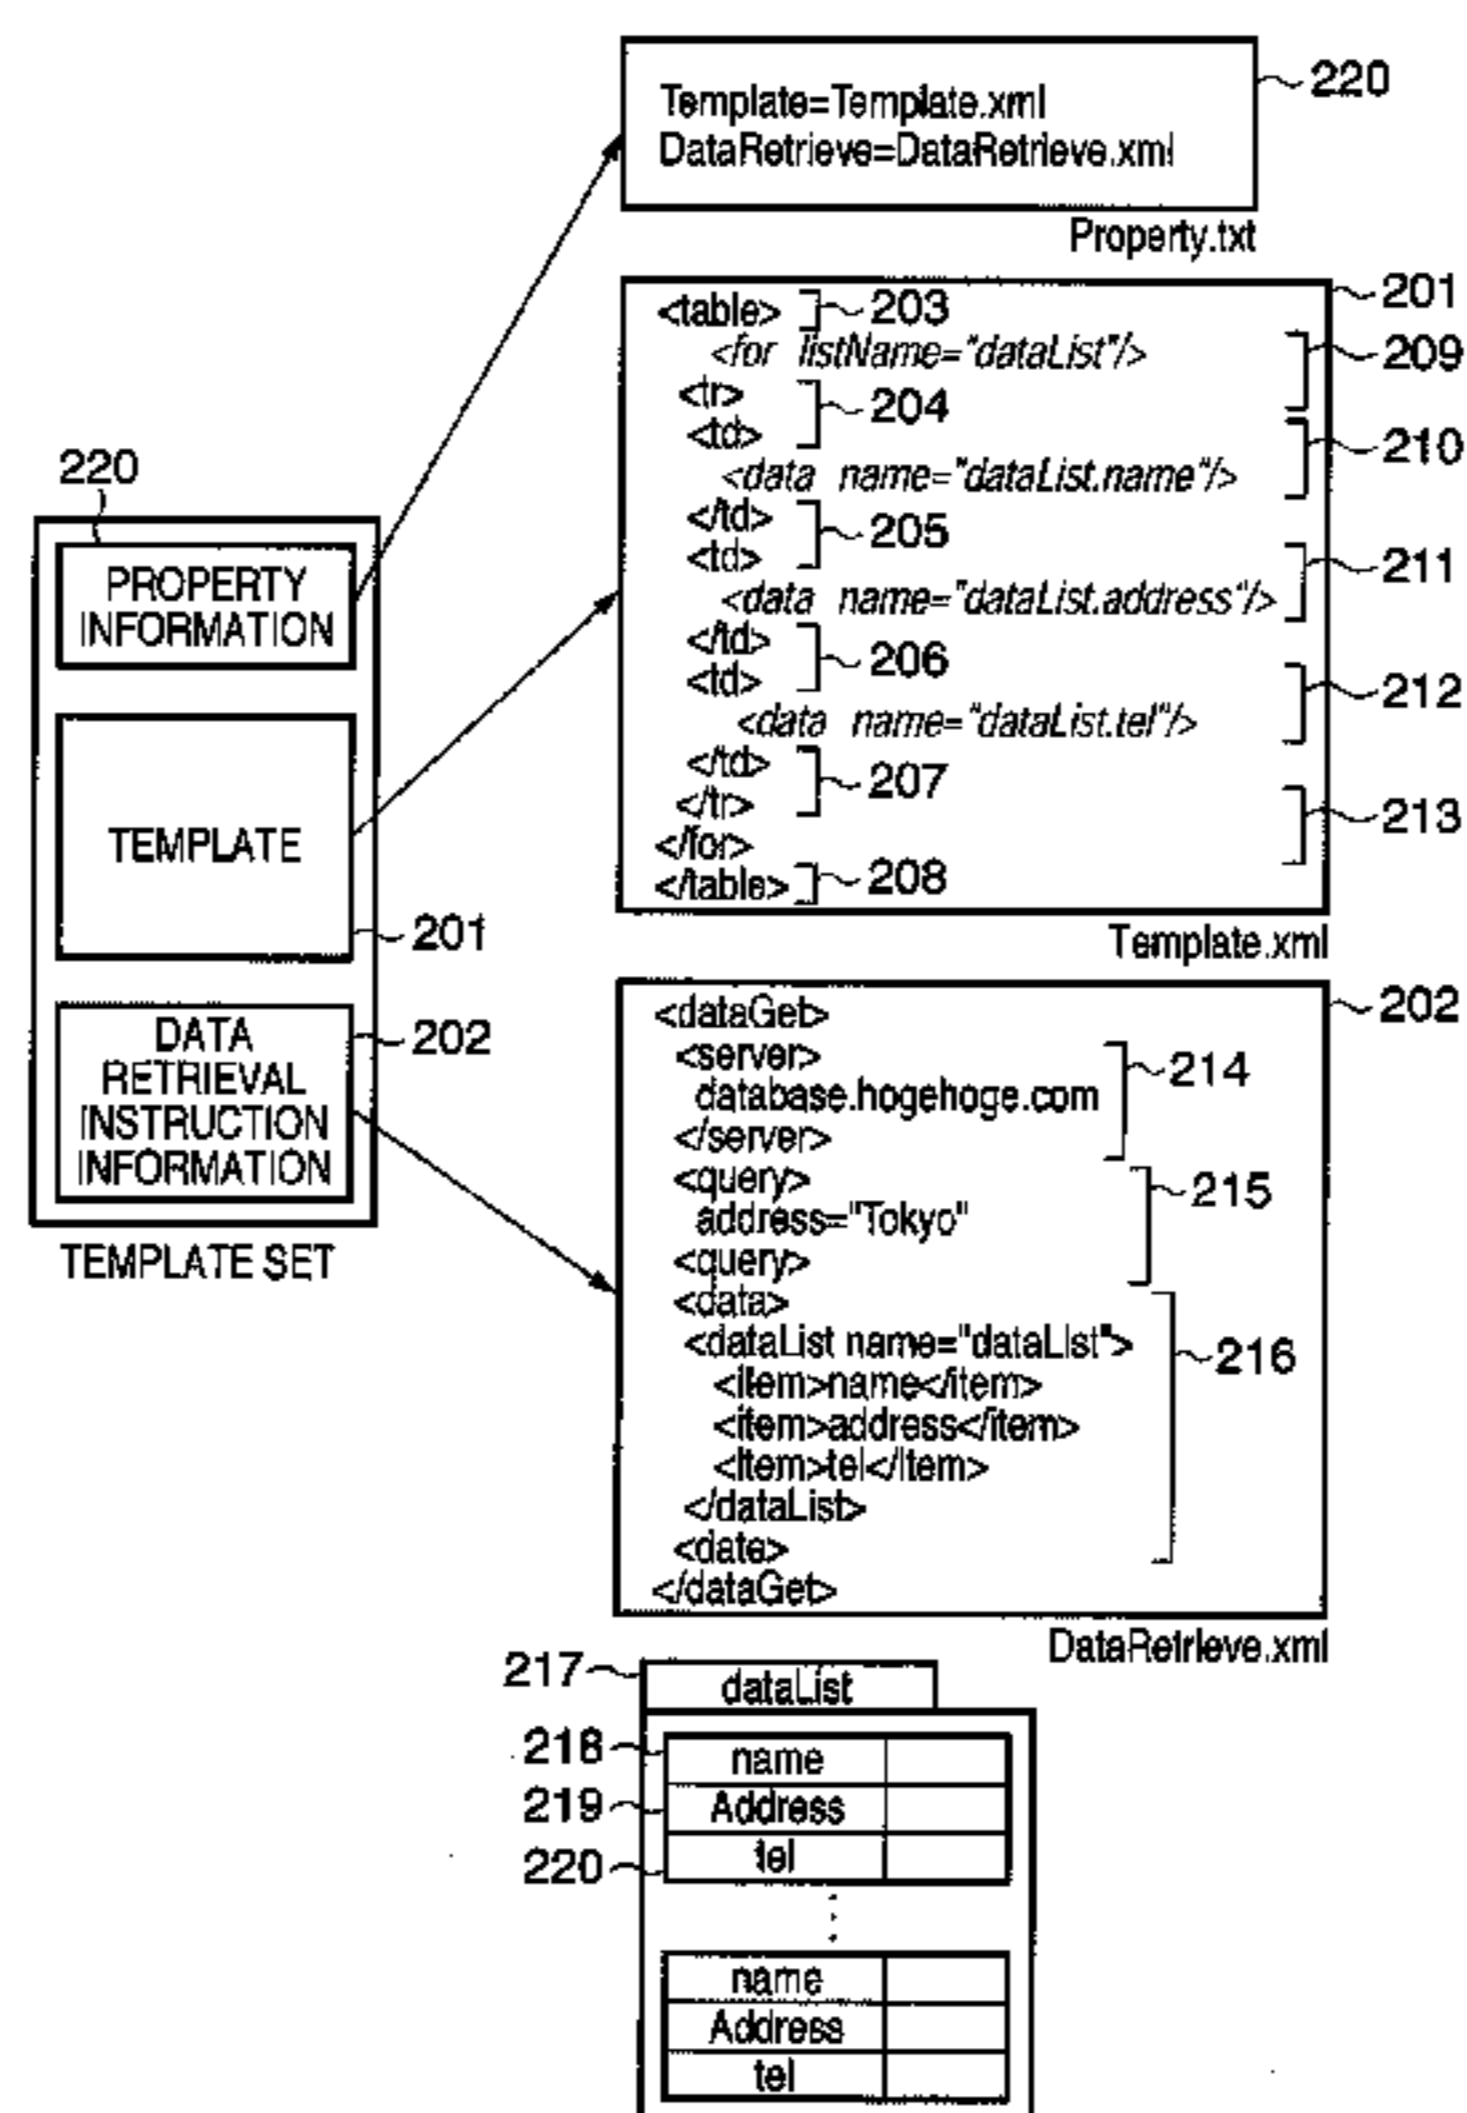 220
PROPERTY
INFORMATION
TEMPLATE
201
DATA
RETRIEVAL
INSTRUCTION
INFORMATION
202
TEMPLATE SET
Template=Template.xml
DataRetrieve=DataRetrieve.xml
220
Property.txt
201
<table> 203
<for listName="dataList"/> 209
<tr>
204
<td>
210
<data name="dataList.name"/>
</td>
205
<td>
211
<data name="dataList.address"/>
</td>
206
<td>
212
<data name="dataList.tel"/>
</td>
207
</tr>
213
</for>
</table> 208
Template.xml
202
<dataGet>
<server>
214
database.hogehoge.com
</server>
<query>
215
address="Tokyo"
<query>
<data>
<dataList name="dataList">
216
<item>name</item>
<item>address</item>
<item>tel</item>
</dataList>
<date>
</dataGet>
DataRetrieve.xml
217 dataList
218 name
219 Address
220 tel
name
Address
tel